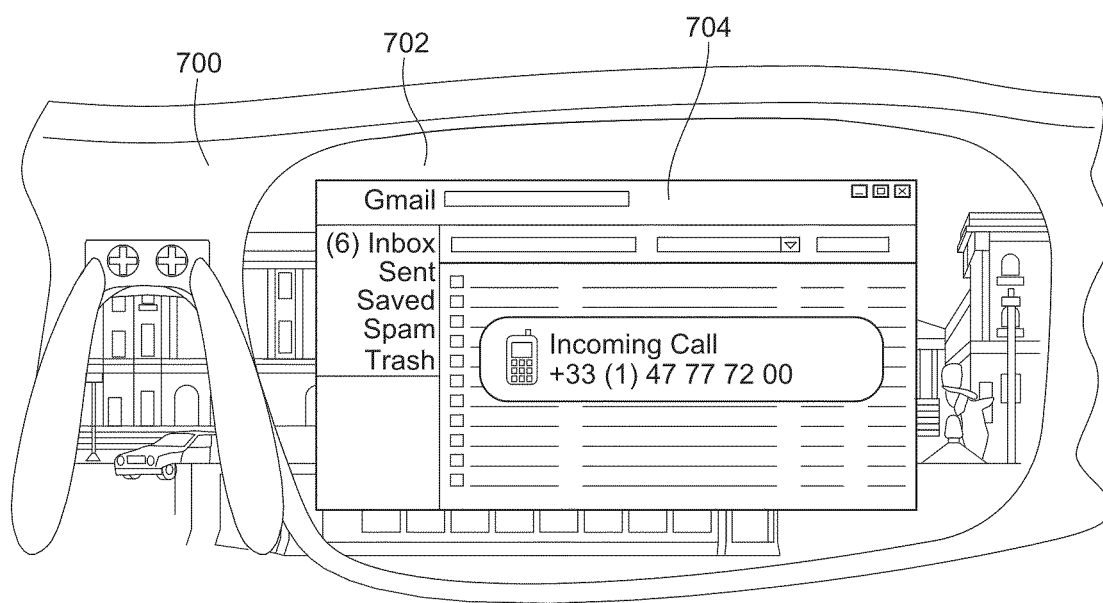 700
702
704
Gmail
(6) Inbox
Sent
Saved
Spam
Trash
Incoming Call
+33 (1) 47 77 72 00